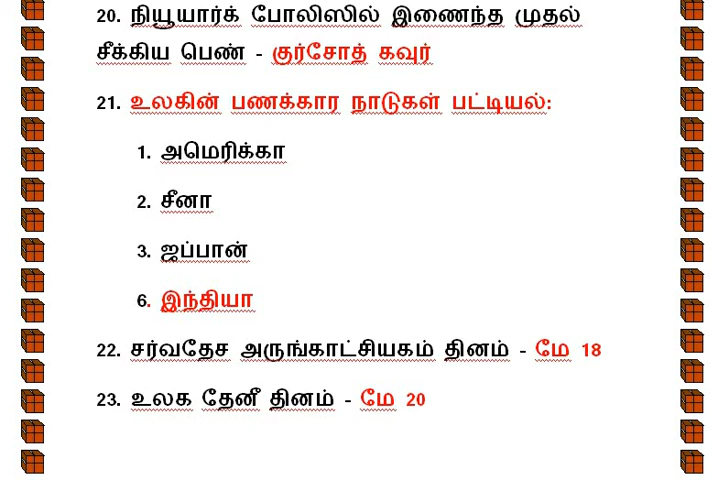 20. நியூயார்க் போலிஸில் இணைந்த முதல்
சீக்கிய பெண் - குர்சோத் கவுர்
21. உலகின் பணக்கார நாடுகள் பட்டியல்:
1. அமெரிக்கா
2. சீனா
3. ஜப்பான்
6. இந்தியா
22. சர்வதேச அருங்காட்சியகம் தினம் - மே 18
23. உலக தேனீ தினம் - மே 20